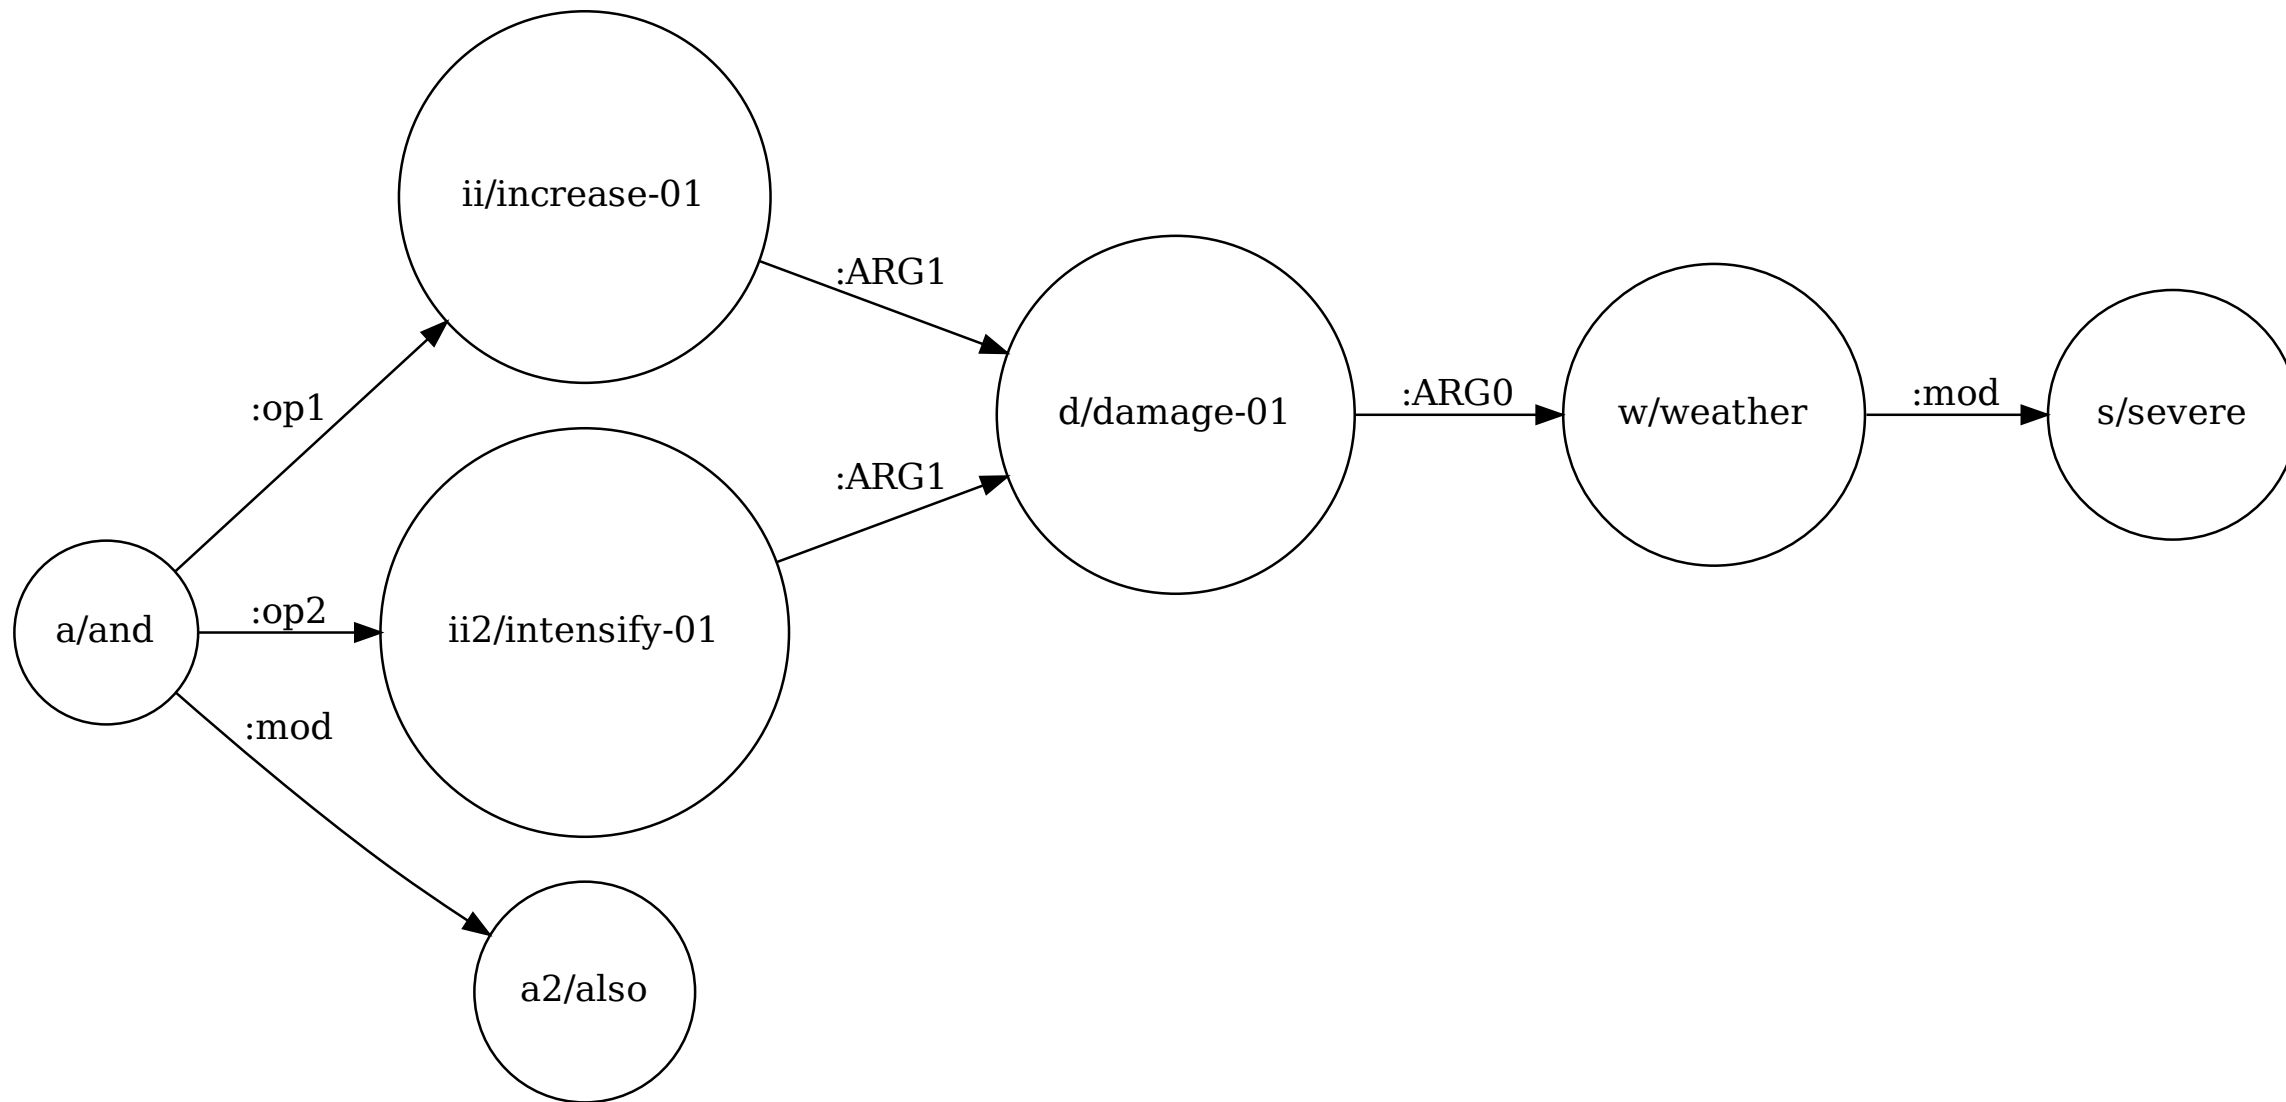 ii/increase-01
:ARG1
:op1
d/damage-01
:ARG0
w/weather
:mod
s/severe
:ARG1
a/and
:op2
ii2/intensify-01
:mod
a2/also